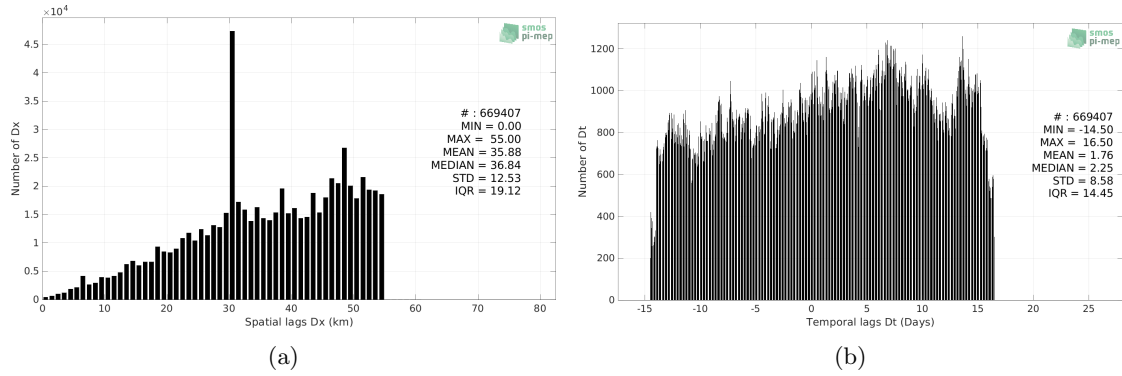 ×10⁴
4.5
4
3.5
3
2.5
2
1.5
1
0.5
0
Number of Dx
0 10 20 30 40 50 60 70 80
Spatial lags Dx (km)
smos
pi-mep
# : 669407
MIN = 0.00
MAX = 55.00
MEAN = 35.88
MEDIAN = 36.84
STD = 12.53
IQR = 19.12
(a)
1200
1000
800
600
400
200
0
Number of Dt
-15 -10 -5 0 5 10 15 20 25
Temporal lags Dt (Days)
smos
pi-mep
# : 669407
MIN = -14.50
MAX = 16.50
MEAN = 1.76
MEDIAN = 2.25
STD = 8.58
IQR = 14.45
(b)